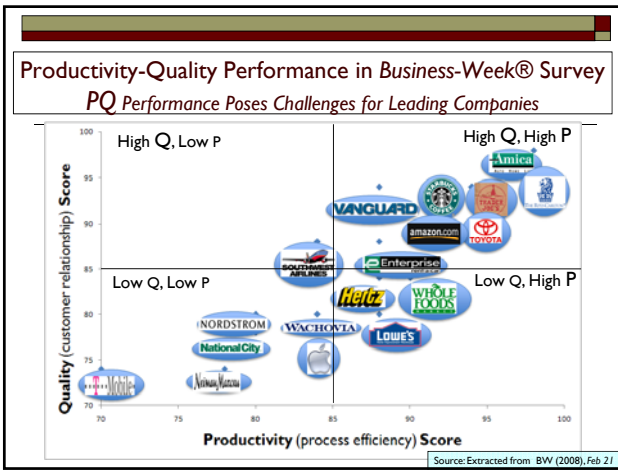 Productivity-Quality Performance in Business-Week® Survey
PQ Performance Poses Challenges for Leading Companies
High Q, Low P
High Q, High P
Low Q, Low P
Low Q, High P
Quality (customer relationship) Score
100
95
90
85
80
75
70
70
75
80
85
90
95
100
Productivity (process efficiency) Score
Amica
STARBUCKS
COFFEE
TRADER
JOE'S
VANGUARD
amazon.com
TOYOTA
SOUTHWEST
AIRLINES
Enterprise
rent-a-car
Hertz
WHOLE
FOODS
MARKET
NORDSTROM
WACHOVIA
LOWE'S
National City
T Mobile
Neiman Marcus
Source: Extracted from BW (2008), Feb 21